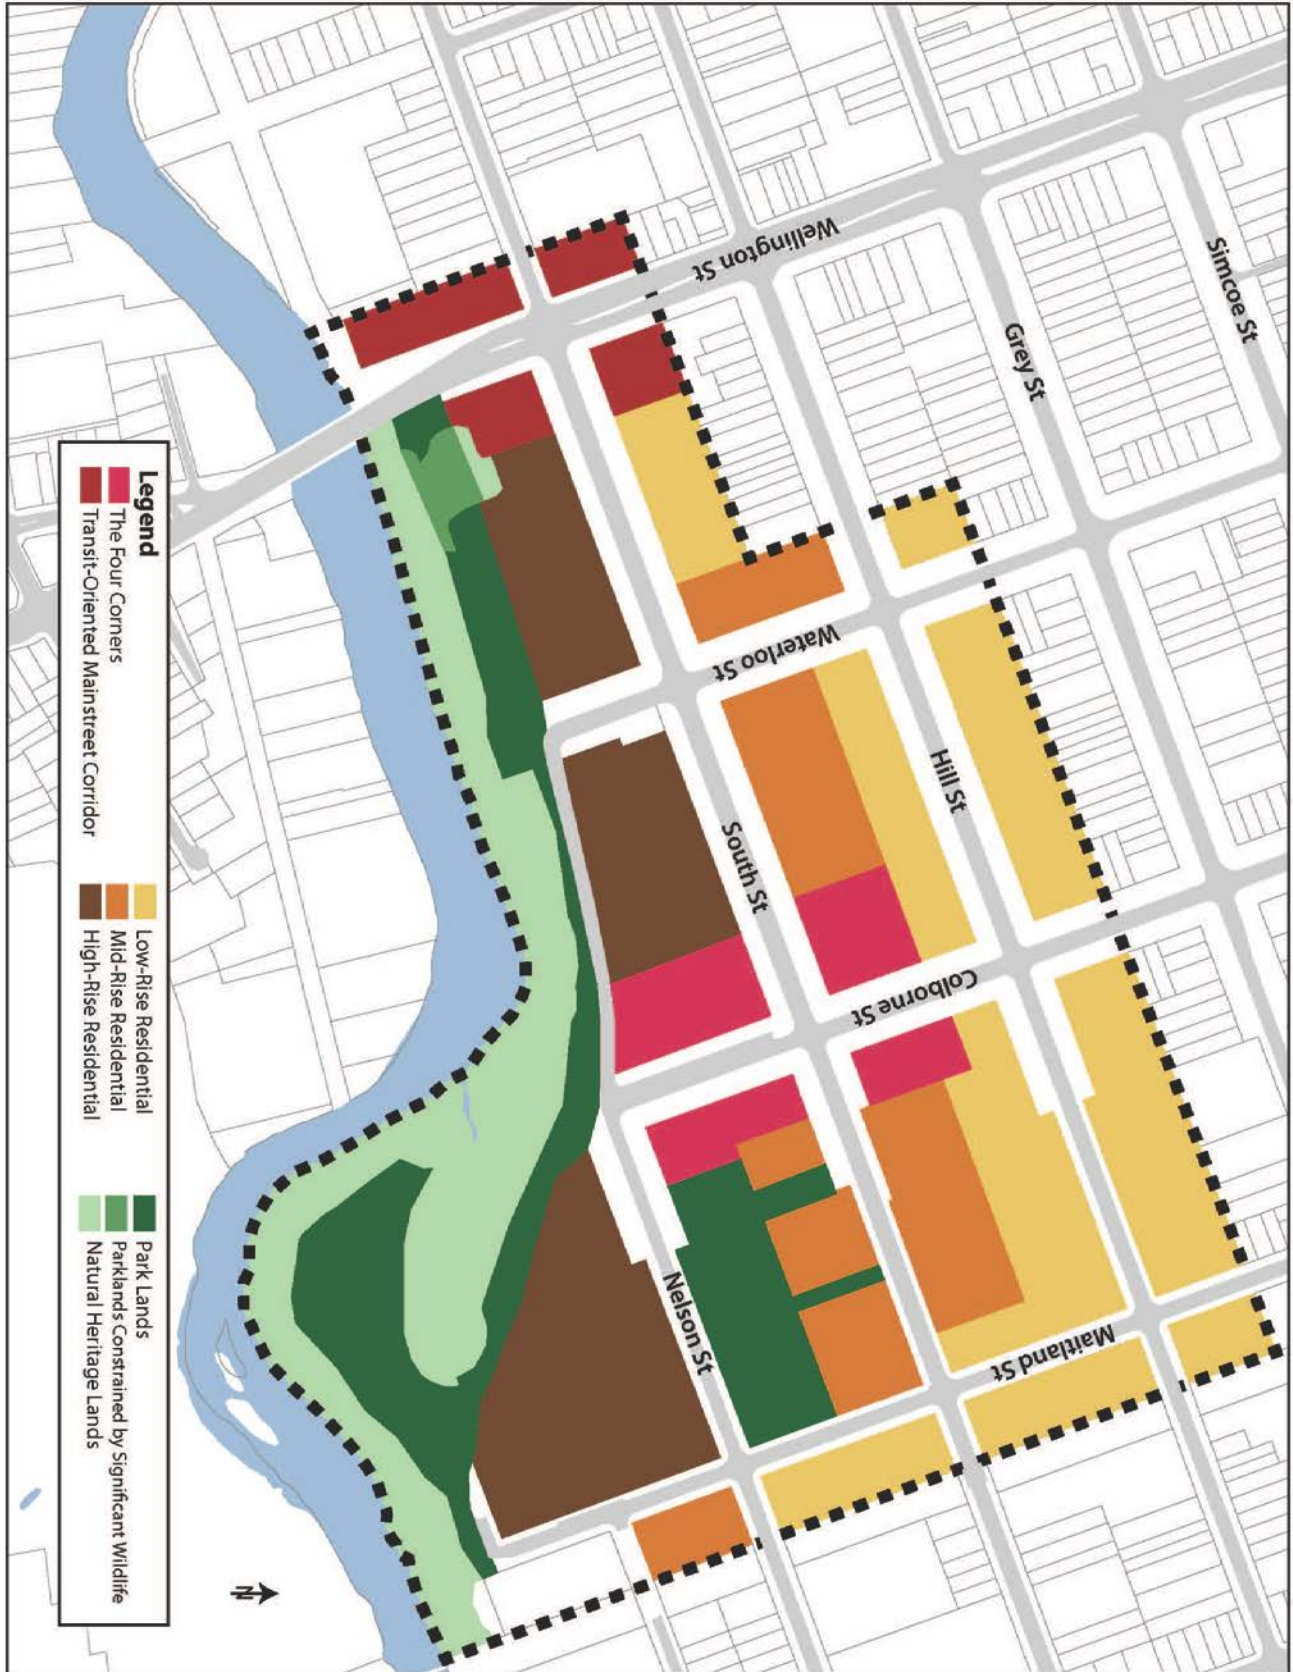 Simcoe St
Grey St
Wellington St
Hill St
Waterloo St
South St
Colborne St
Nelson St
Maitland St
Legend
The Four Corners
Transit-Oriented Mainstreet Corridor
Low-Rise Residential
Mid-Rise Residential
High-Rise Residential
Park Lands
Parklands Constrained by Significant Wildlife
Natural Heritage Lands
N